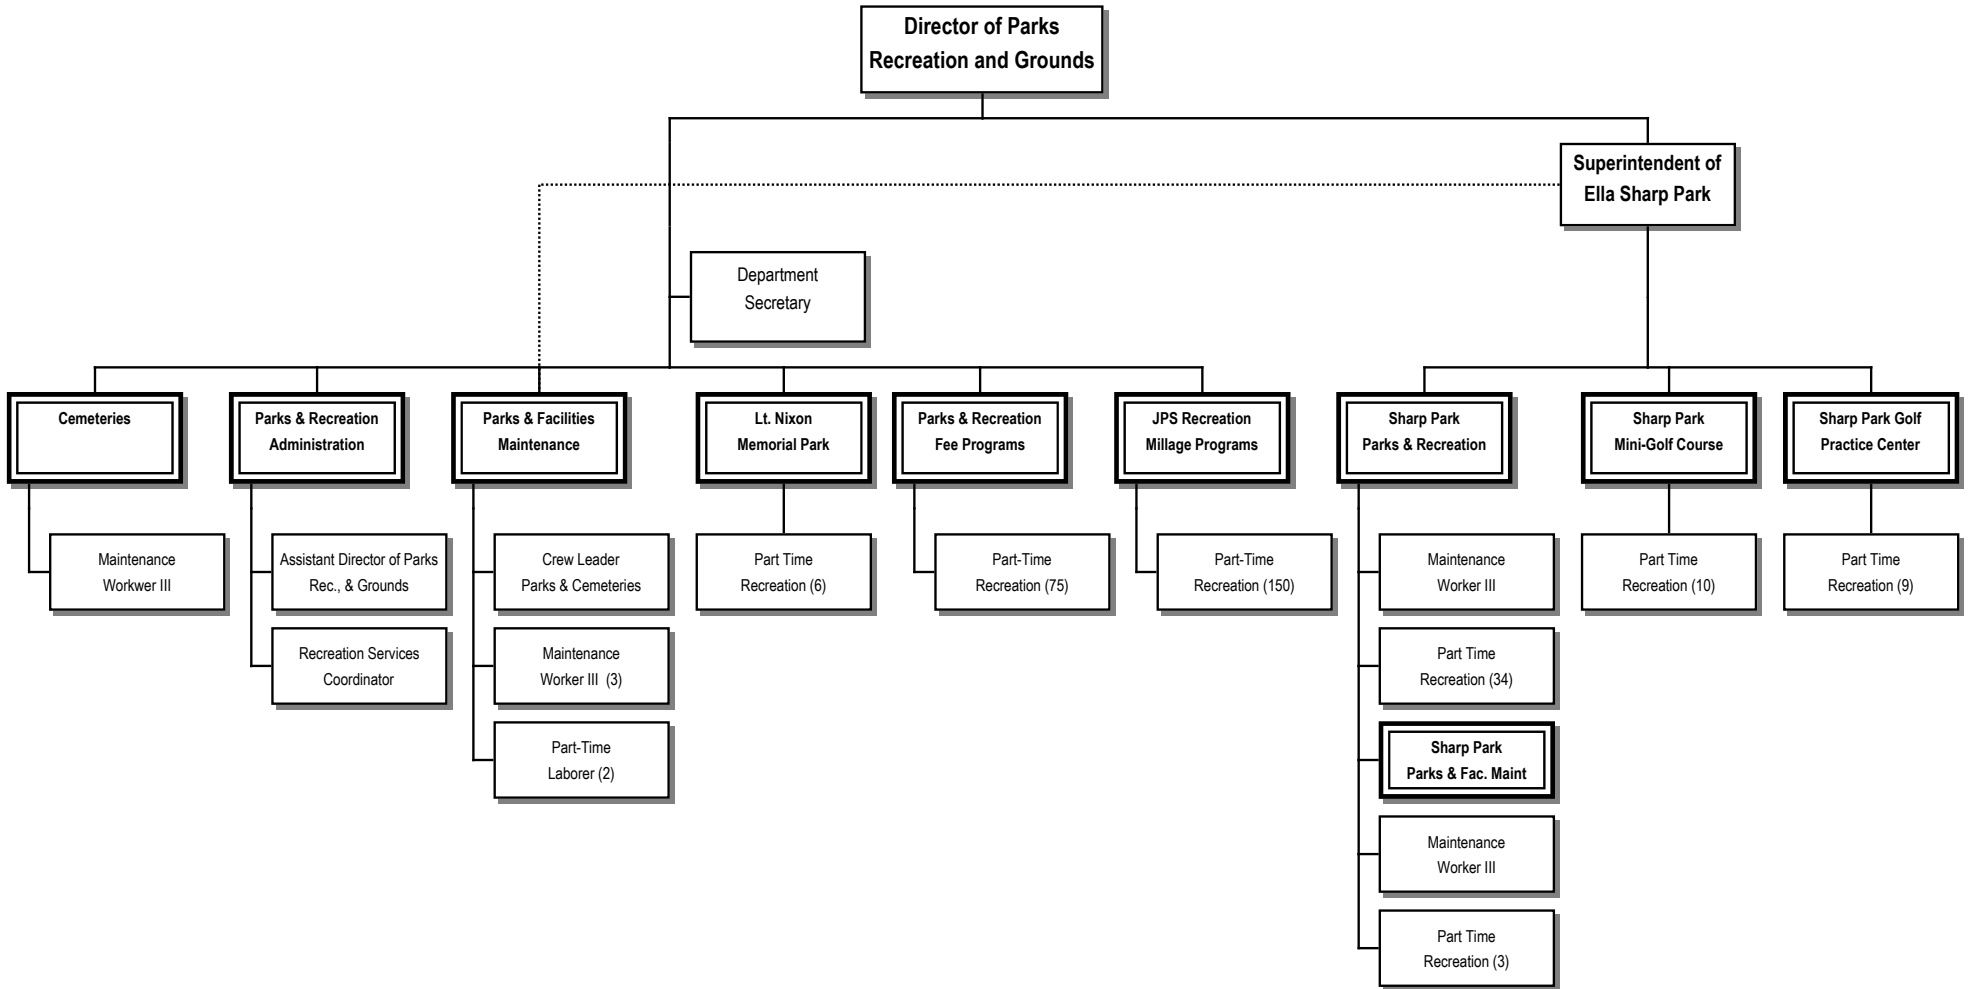 Director of Parks
Recreation and Grounds
Superintendent of
Ella Sharp Park
Department
Secretary
Cemeteries
Parks & Recreation
Administration
Parks & Facilities
Maintenance
Lt. Nixon
Memorial Park
Parks & Recreation
Fee Programs
JPS Recreation
Millage Programs
Sharp Park
Parks & Recreation
Sharp Park
Mini-Golf Course
Sharp Park Golf
Practice Center
Maintenance
Workwer III
Assistant Director of Parks
Rec., & Grounds
Crew Leader
Parks & Cemeteries
Part Time
Recreation (6)
Part-Time
Recreation (75)
Part-Time
Recreation (150)
Maintenance
Worker III
Part Time
Recreation (10)
Part Time
Recreation (9)
Recreation Services
Coordinator
Maintenance
Worker III  (3)
Part Time
Recreation (34)
Part-Time
Laborer (2)
Sharp Park
Parks & Fac. Maint
Maintenance
Worker III
Part Time
Recreation (3)